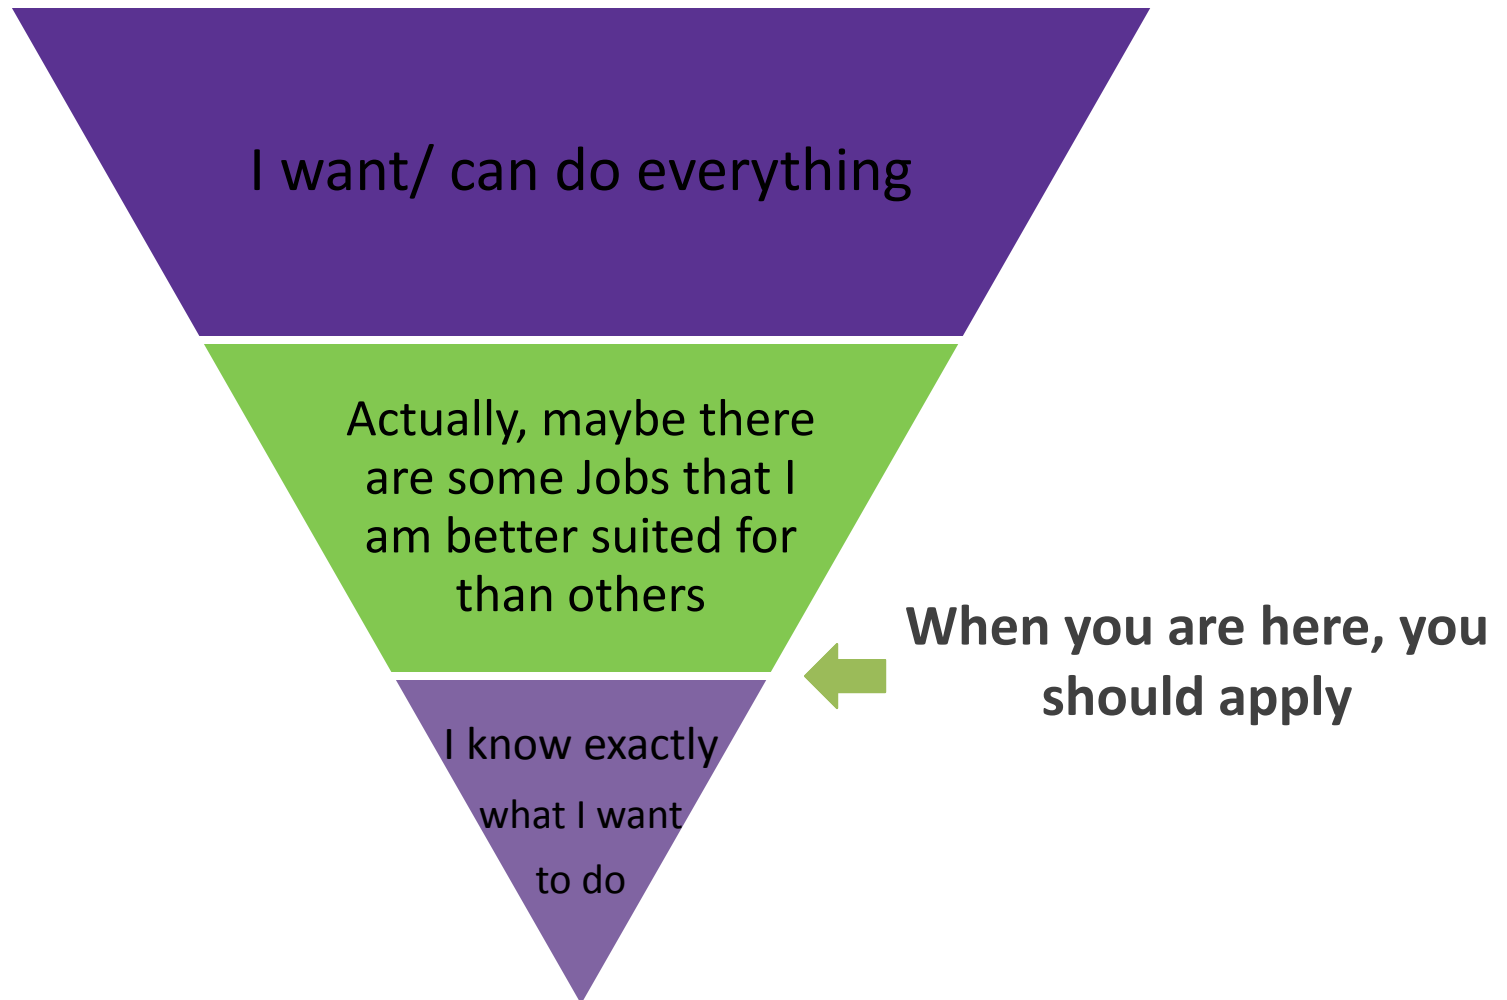 I want/ can do everything
Actually, maybe there
are some Jobs that I
am better suited for
than others
When you are here, you
should apply
I know exactly
what I want
to do